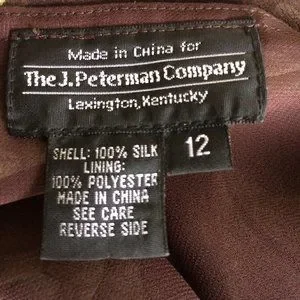 Made in China for
The J. Peterman Company
Lexington, Kentucky
SHELL: 100% SILK
LINING:
100% POLYESTER
MADE IN CHINA
SEE CARE
REVERSE SIDE
12